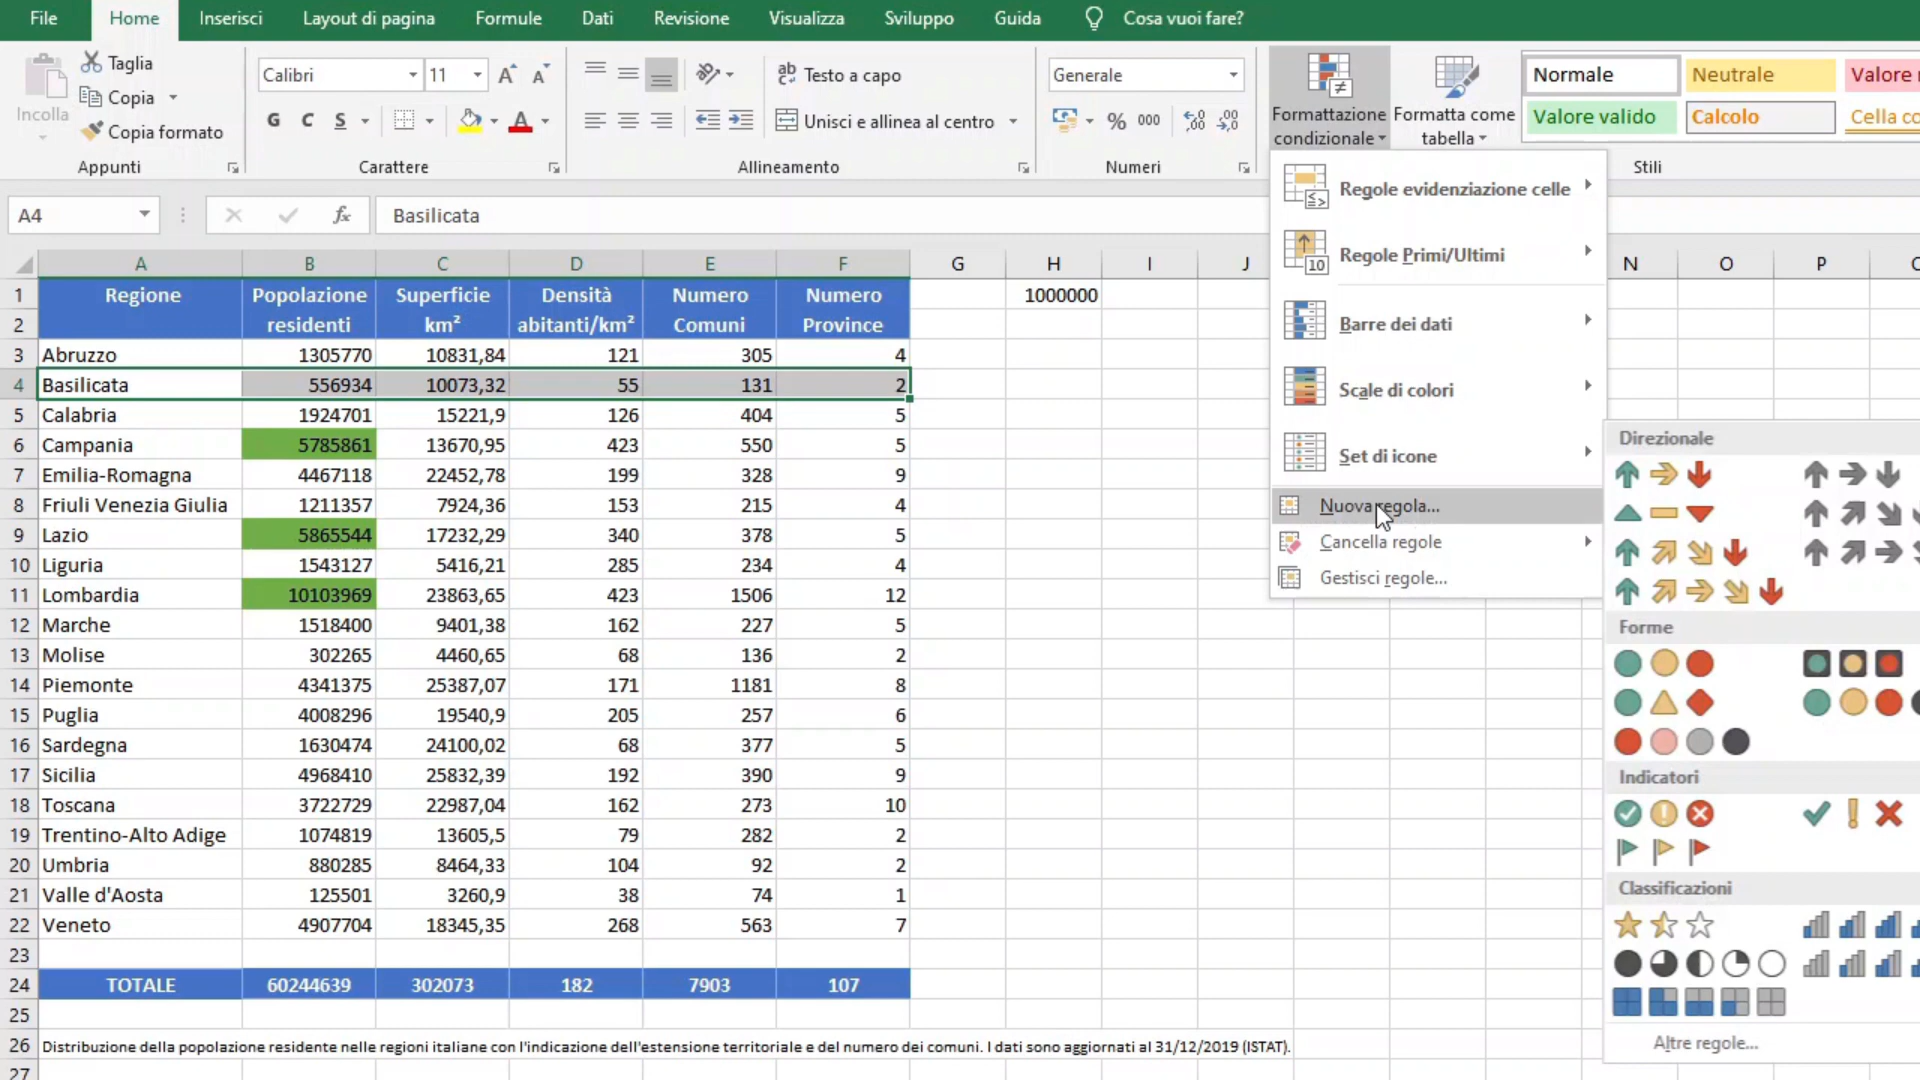 File Home Inserisci Layout di pagina Formule Dati Revisione Visualizza Sviluppo Guida Cosa vuoi fare?
Incolla
Taglia
Copia
Copia formato
Appunti
Calibri 11
G C S
Carattere
Testo a capo
Unisci e allinea al centro
Allineamento
Generale
% 000
Numeri
Formattazione condizionale
Formatta come tabella
Normale Neutrale Valore
Valore valido Calcolo Cella
Stili
A4 fx Basilicata
A B C D E F G H I J N O P
1 Regione Popolazione Superficie Densità Numero Numero 1000000
2 residenti km² abitanti/km² Comuni Province
3 Abruzzo 1305770 10831,84 121 305 4
4 Basilicata 556934 10073,32 55 131 2
5 Calabria 1924701 15221,9 126 404 5
6 Campania 5785861 13670,95 423 550 5
7 Emilia-Romagna 4467118 22452,78 199 328 9
8 Friuli Venezia Giulia 1211357 7924,36 153 215 4
9 Lazio 5865544 17232,29 340 378 5
10 Liguria 1543127 5416,21 285 234 4
11 Lombardia 10103969 23863,65 423 1506 12
12 Marche 1518400 9401,38 162 227 5
13 Molise 302265 4460,65 68 136 2
14 Piemonte 4341375 25387,07 171 1181 8
15 Puglia 4008296 19540,9 205 257 6
16 Sardegna 1630474 24100,02 68 377 5
17 Sicilia 4968410 25832,39 192 390 9
18 Toscana 3722729 22987,04 162 273 10
19 Trentino-Alto Adige 1074819 13605,5 79 282 2
20 Umbria 880285 8464,33 104 92 2
21 Valle d'Aosta 125501 3260,9 38 74 1
22 Veneto 4907704 18345,35 268 563 7
23
24 TOTALE 60244639 302073 182 7903 107
25
26 Distribuzione della popolazione residente nelle regioni italiane con l'indicazione dell'estensione territoriale e del numero dei comuni. I dati sono aggiornati al 31/12/2019 (ISTAT).
27
Regole evidenziazione celle
Regole Primi/Ultimi
Barre dei dati
Scale di colori
Set di icone
Nuova regola...
Cancella regole
Gestisci regole...
Direzionale
Forme
Indicatori
Classificazioni
Altre regole...